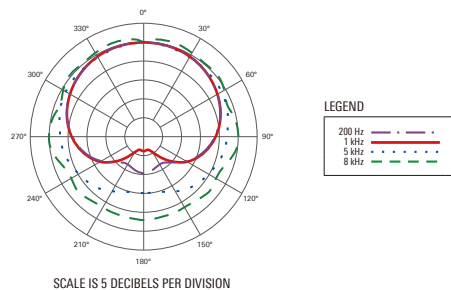 0°
330°
30°
300°
60°
LEGEND
200 Hz
1 kHz
5 kHz
8 kHz
270°
90°
240°
120°
210°
150°
180°
SCALE IS 5 DECIBELS PER DIVISION